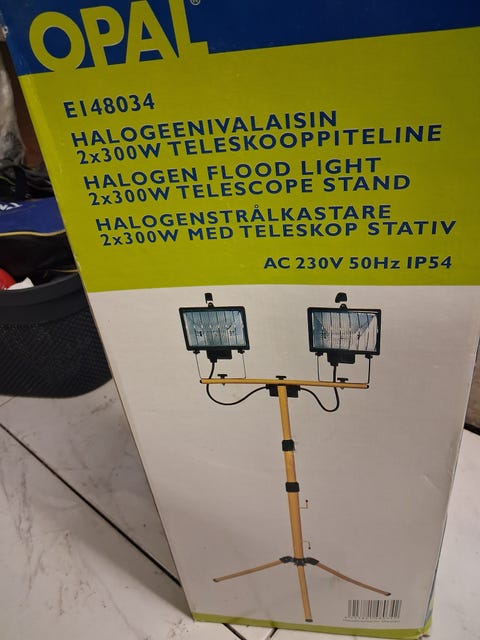 OPAL®
E148034
HALOGEENIVALAISIN
2x300W TELESKOOPPITELINE
HALOGEN FLOOD LIGHT
2x300W TELESCOPE STAND
HALOGENSTRÅLKASTARE
2x300W MED TELESKOP STATIV
AC 230V 50Hz IP54